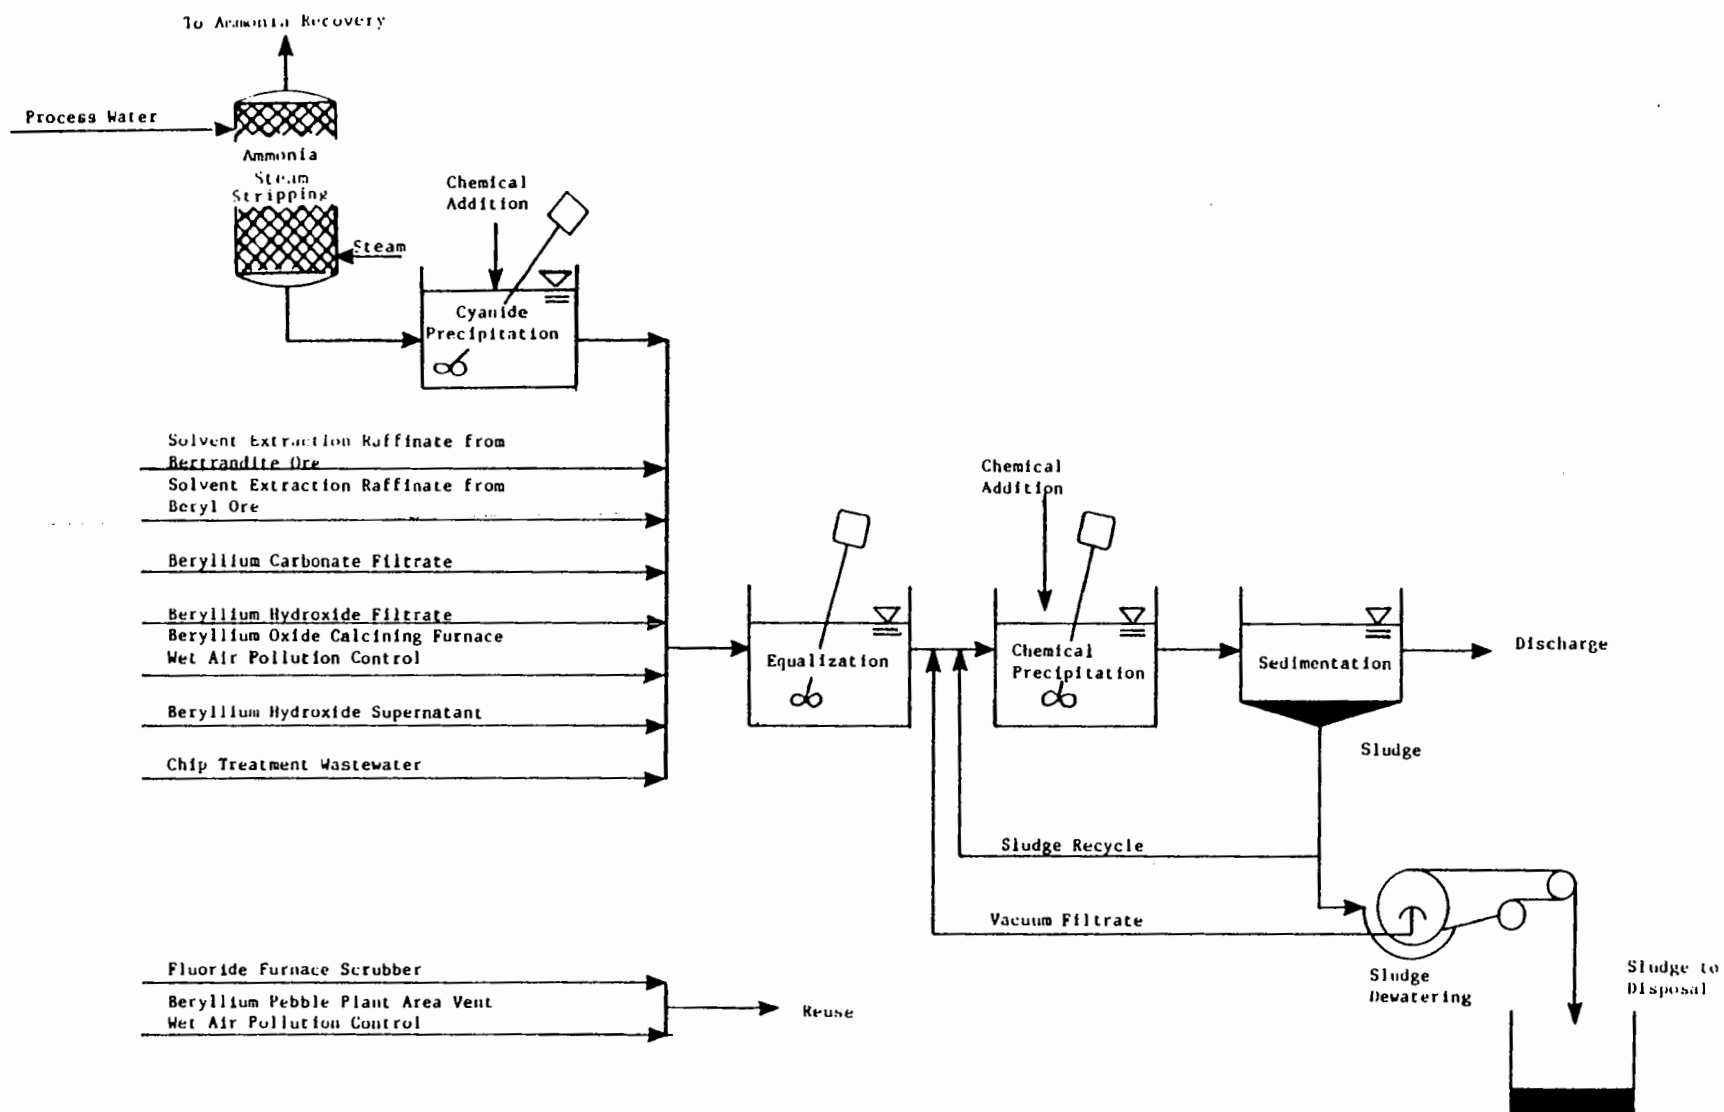 To Ammonia Recovery
Process Water
Ammonia
Steam
Stripping
Steam
Chemical
Addition
Cyanide
Precipitation
Solvent Extraction Raffinate from
Bertrandite Ore
Solvent Extraction Raffinate from
Beryl Ore
Beryllium Carbonate Filtrate
Beryllium Hydroxide Filtrate
Beryllium Oxide Calcining Furnace
Wet Air Pollution Control
Beryllium Hydroxide Supernatant
Chip Treatment Wastewater
Equalization
Chemical
Addition
Chemical
Precipitation
Sedimentation
Discharge
Sludge
Sludge Recycle
Vacuum Filtrate
Sludge
Dewatering
Sludge to
Disposal
Fluoride Furnace Scrubber
Beryllium Pebble Plant Area Vent
Wet Air Pollution Control
Reuse